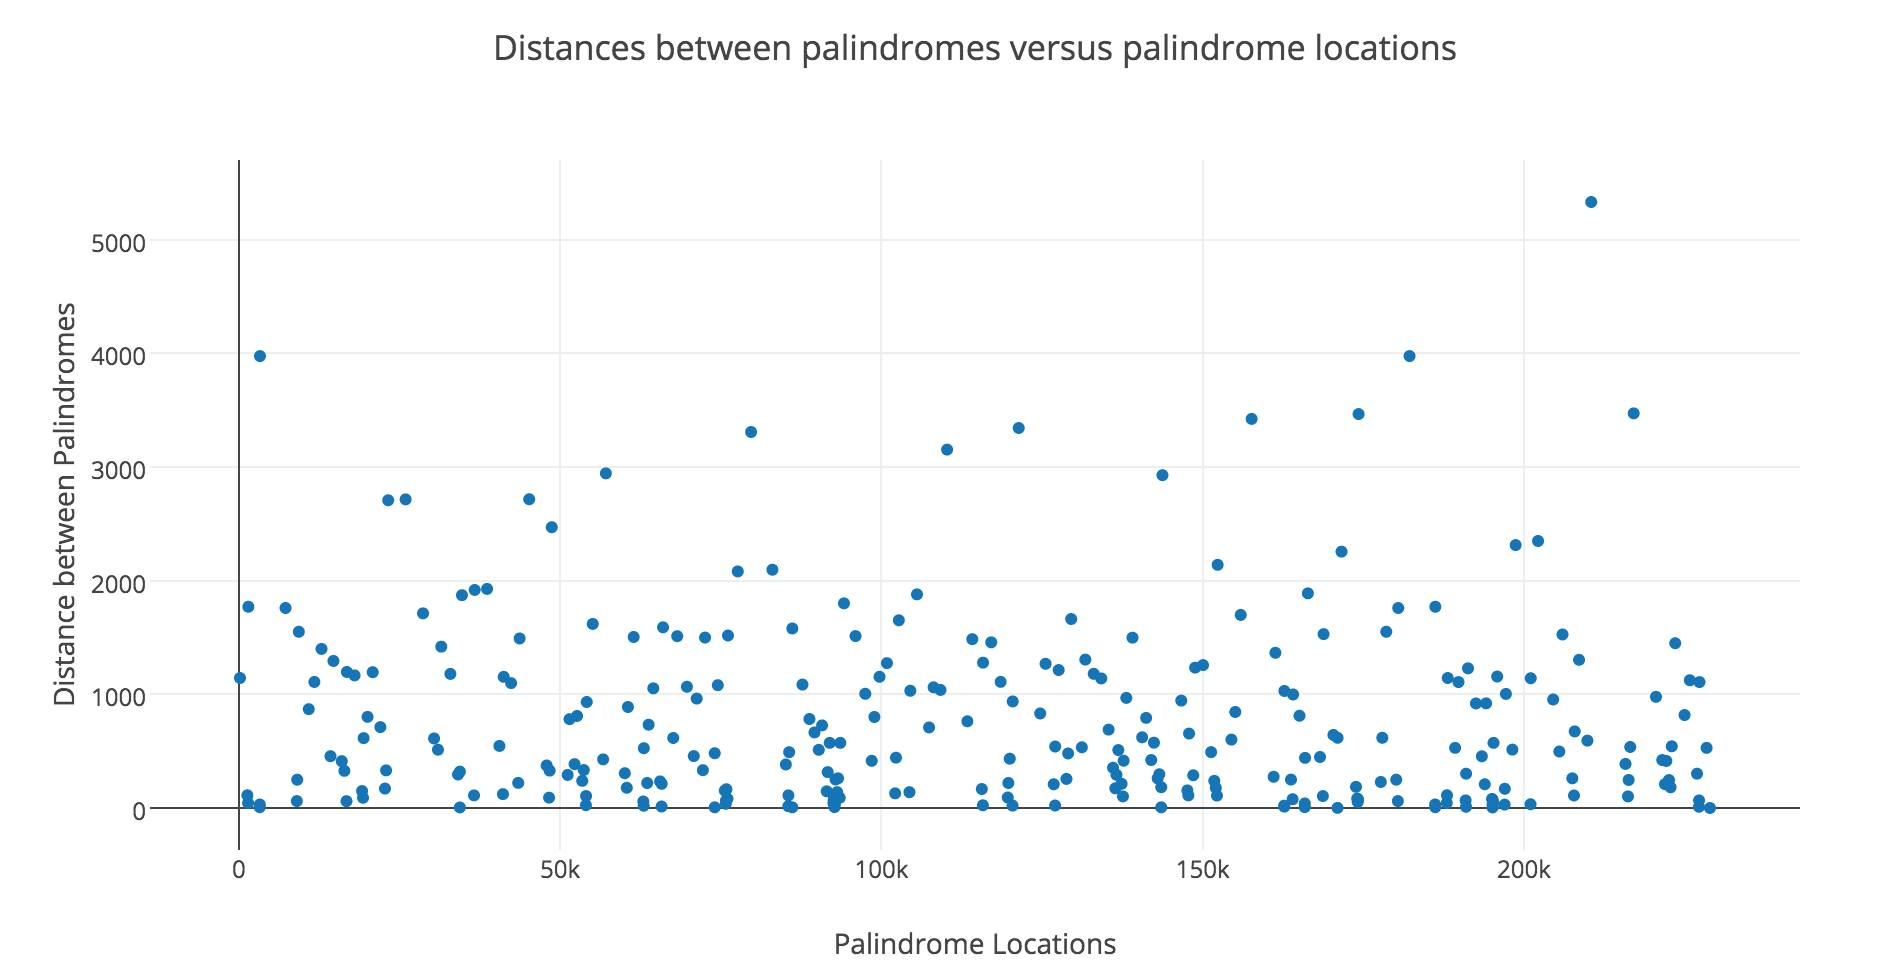 Distances between palindromes versus palindrome locations
Distance between Palindromes
5000
4000
3000
2000
1000
0
0 50k 100k 150k 200k
Palindrome Locations